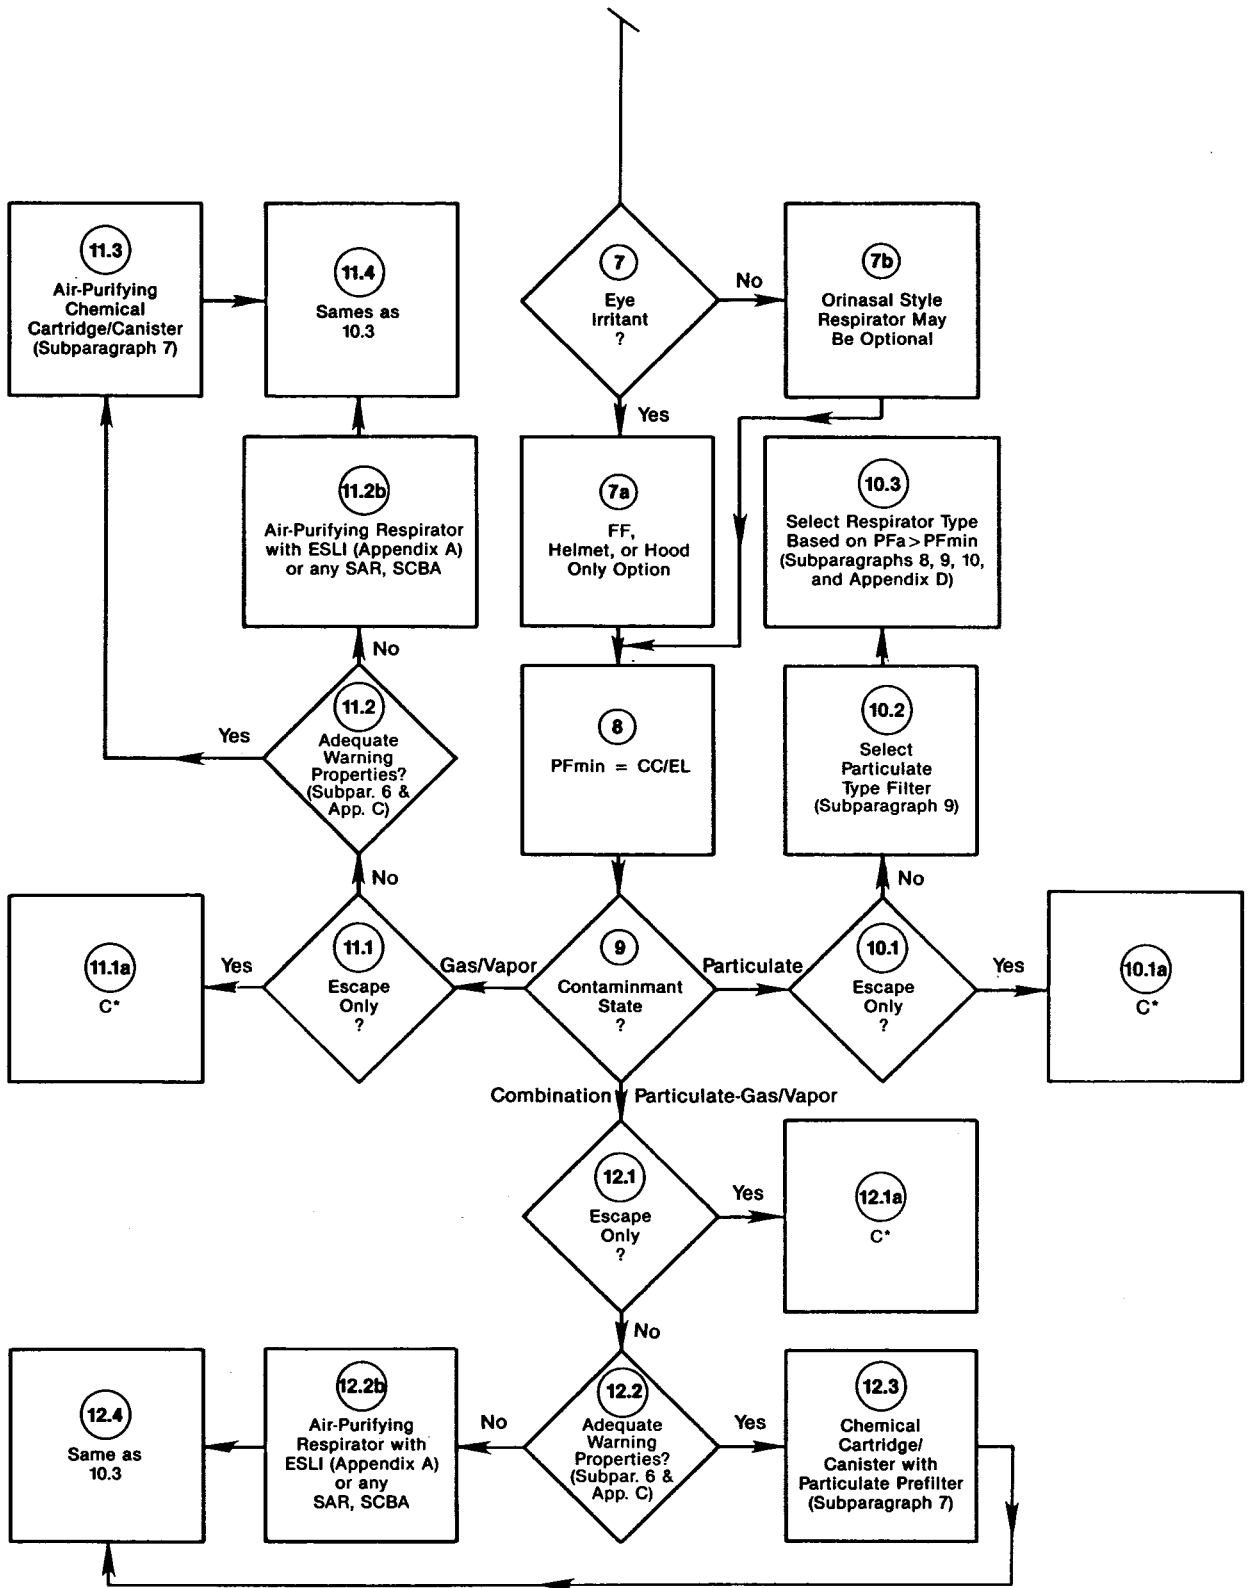 11.3
Air-Purifying
Chemical
Cartridge/Canister
(Subparagraph 7)
11.4
Sames as
10.3
7
Eye
Irritant
?
No
7b
Orinasal Style
Respirator May
Be Optional
Yes
11.2b
Air-Purifying Respirator
with ESLI (Appendix A)
or any SAR, SCBA
7a
FF,
Helmet, or Hood
Only Option
10.3
Select Respirator Type
Based on PFa>PFmin
(Subparagraphs 8, 9, 10,
and Appendix D)
No
Yes
11.2
Adequate
Warning
Properties?
(Subpar. 6 &
App. C)
8
PFmin = CC/EL
10.2
Select
Particulate
Type Filter
(Subparagraph 9)
No
No
11.1a
C*
Yes
11.1
Escape
Only
?
Gas/Vapor
9
Contaminmant
State
?
Particulate
10.1
Escape
Only
?
Yes
10.1a
C*
Combination
Particulate-Gas/Vapor
12.1
Escape
Only
?
Yes
12.1a
C*
No
12.4
Same as
10.3
12.2b
Air-Purifying
Respirator with
ESLI (Appendix A)
or any
SAR, SCBA
No
12.2
Adequate
Warning
Properties?
(Subpar. 6 &
App. C)
Yes
12.3
Chemical
Cartridge/
Canister with
Particulate Prefilter
(Subparagraph 7)